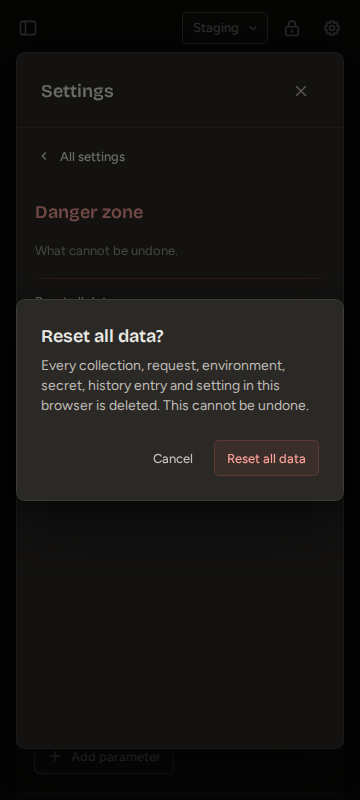 Staging
Settings
All settings
Danger zone
What cannot be undone.
Reset all data?
Every collection, request, environment,
secret, history entry and setting in this
browser is deleted. This cannot be undone.
Cancel
Reset all data
Add parameter